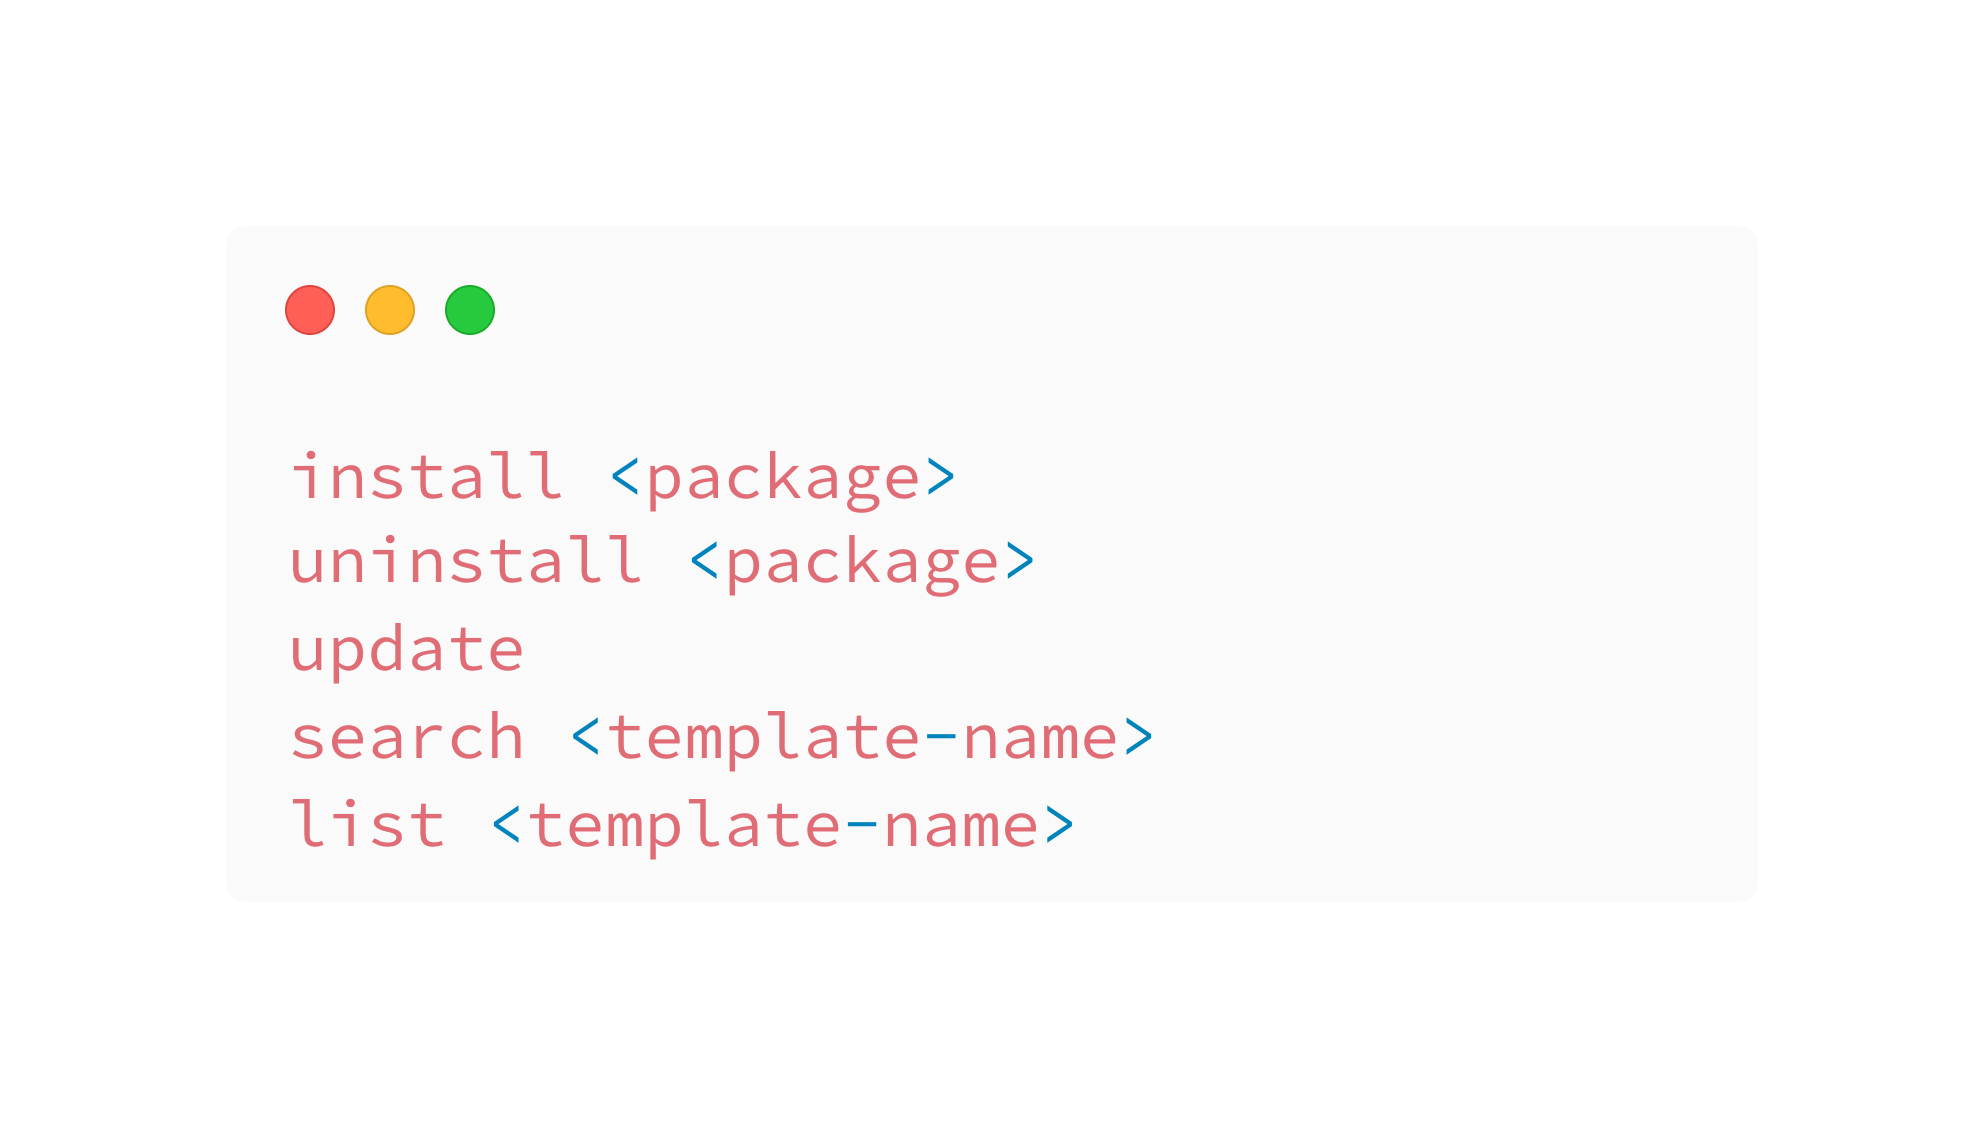 install <package>
uninstall <package>
update
search <template-name>
list <template-name>